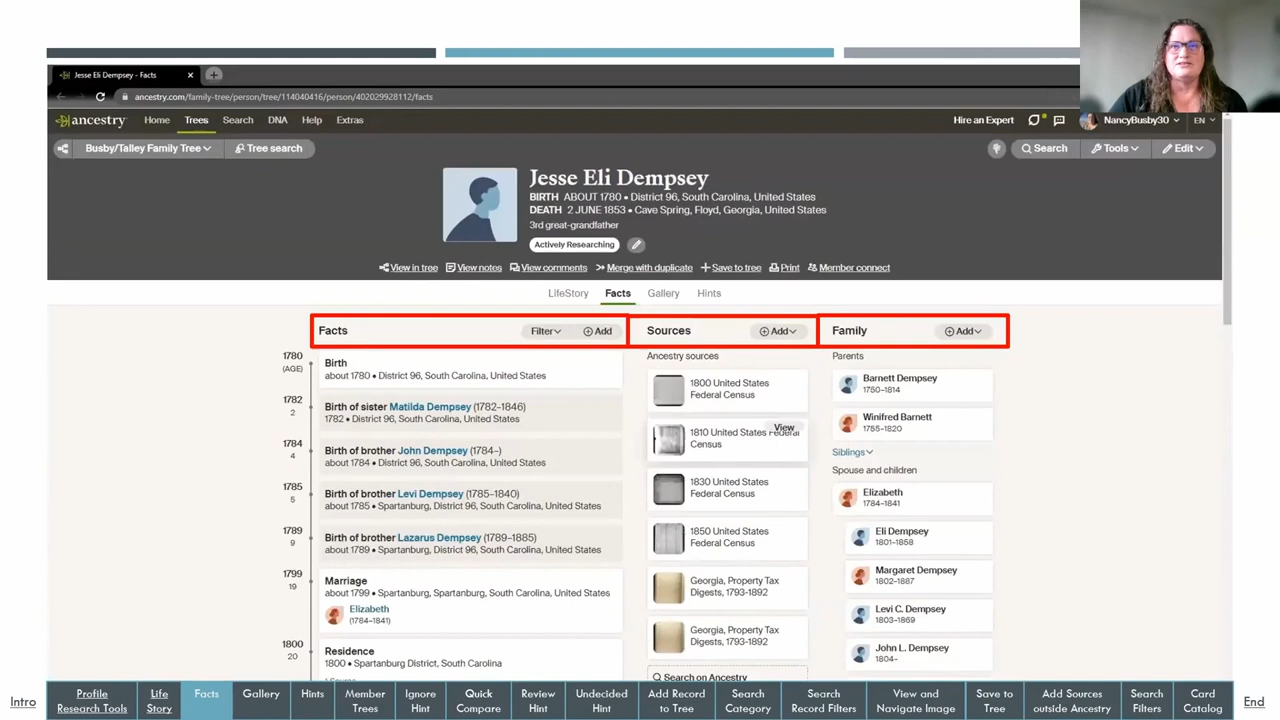 Jesse Eli Dempsey - Facts
ancestry.com/family-tree/person/tree/114040416/person/402029928112/facts
ancestry Home Trees Search DNA Help Extras Hire an Expert NancyBusby30 EN
Busby/Talley Family Tree Tree search Search Tools Edit
Jesse Eli Dempsey
BIRTH ABOUT 1780 • District 96, South Carolina, United States
DEATH 2 JUNE 1853 • Cave Spring, Floyd, Georgia, United States
3rd great-grandfather
Actively Researching
View in tree View notes View comments Merge with duplicate Save to tree Print Member connect
LifeStory Facts Gallery Hints
Facts Filter Add
1780
(AGE)
Birth
about 1780 • District 96, South Carolina, United States
1782
2
Birth of sister Matilda Dempsey (1782–1846)
1782 • District 96, South Carolina, United States
1784
4
Birth of brother John Dempsey (1784–)
about 1784 • District 96, South Carolina, United States
1785
5
Birth of brother Levi Dempsey (1785–1840)
about 1785 • Spartanburg, District 96, South Carolina, United States
1789
9
Birth of brother Lazarus Dempsey (1789–1885)
about 1789 • Spartanburg, District 96, South Carolina, United States
1799
19
Marriage
about 1799 • Spartanburg, Spartanburg, South Carolina, United States
Elizabeth
(1784–1841)
1800
20
Residence
1800 • Spartanburg District, South Carolina
Sources Add
Ancestry sources
1800 United States
Federal Census
View
1810 United States Federal
Census
1830 United States
Federal Census
1850 United States
Federal Census
Georgia, Property Tax
Digests, 1793-1892
Georgia, Property Tax
Digests, 1793-1892
Search on Ancestry
Family Add
Parents
Barnett Dempsey
1750–1814
Winifred Barnett
1755–1820
Siblings
Spouse and children
Elizabeth
1784–1841
Eli Dempsey
1801–1858
Margaret Dempsey
1802–1887
Levi C. Dempsey
1803–1869
John L. Dempsey
1804–
Intro
Profile
Research Tools
Life
Story
Facts
Gallery
Hints
Member
Trees
Ignore
Hint
Quick
Compare
Review
Hint
Undecided
Hint
Add Record
to Tree
Search
Category
Search
Record Filters
View and
Navigate Image
Save to
Tree
Add Sources
outside Ancestry
Search
Filters
Card
Catalog
End